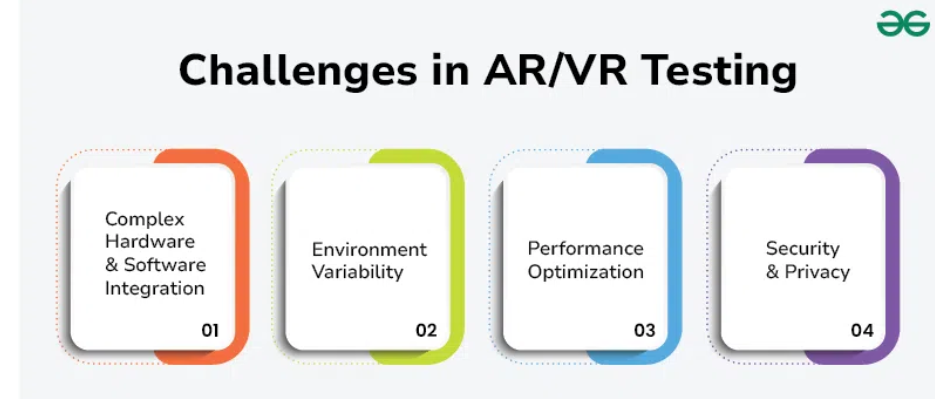 Challenges in AR/VR Testing
Complex
Hardware
& Software
Integration
01
Environment
Variability
02
Performance
Optimization
03
Security
& Privacy
04